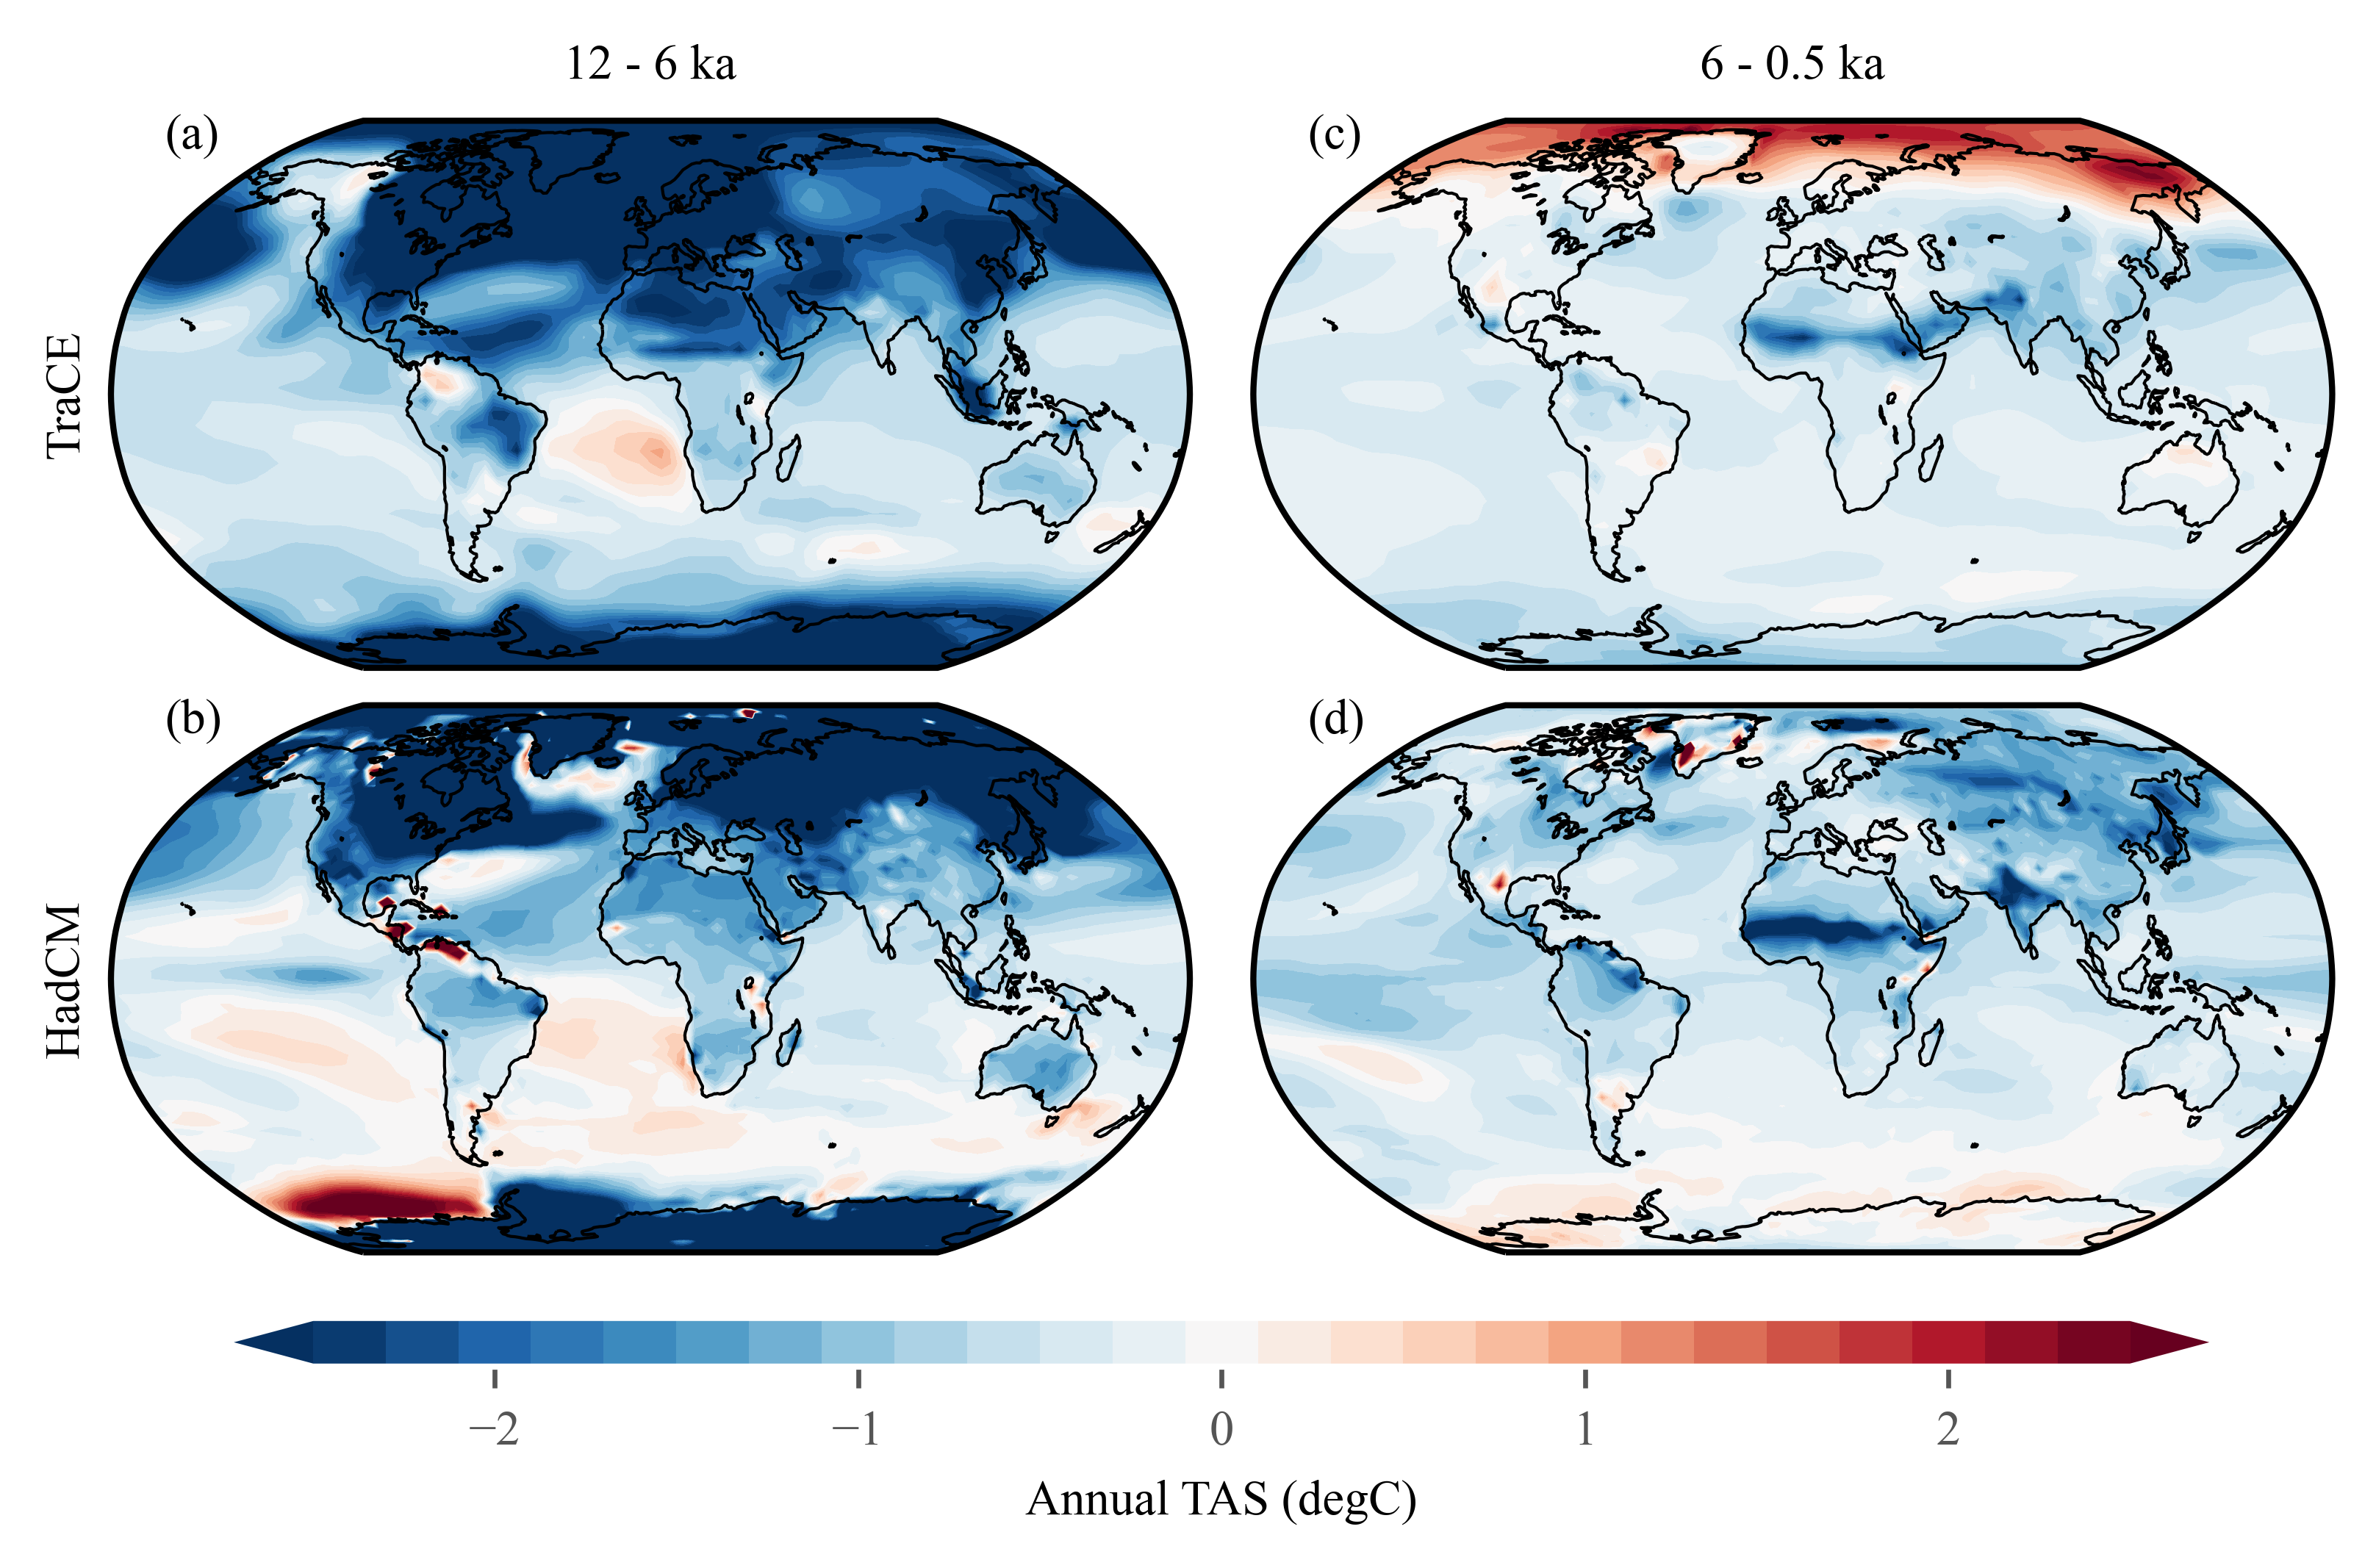 12 - 6 ka
6 - 0.5 ka
(a)
(c)
TraCE
(b)
(d)
HadCM
−2
−1
0
1
2
Annual TAS (degC)